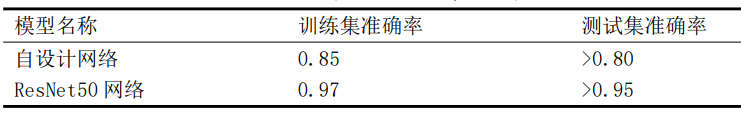 模型名称 训练集准确率 测试集准确率
自设计网络 0.85 >0.80
ResNet50 网络 0.97 >0.95